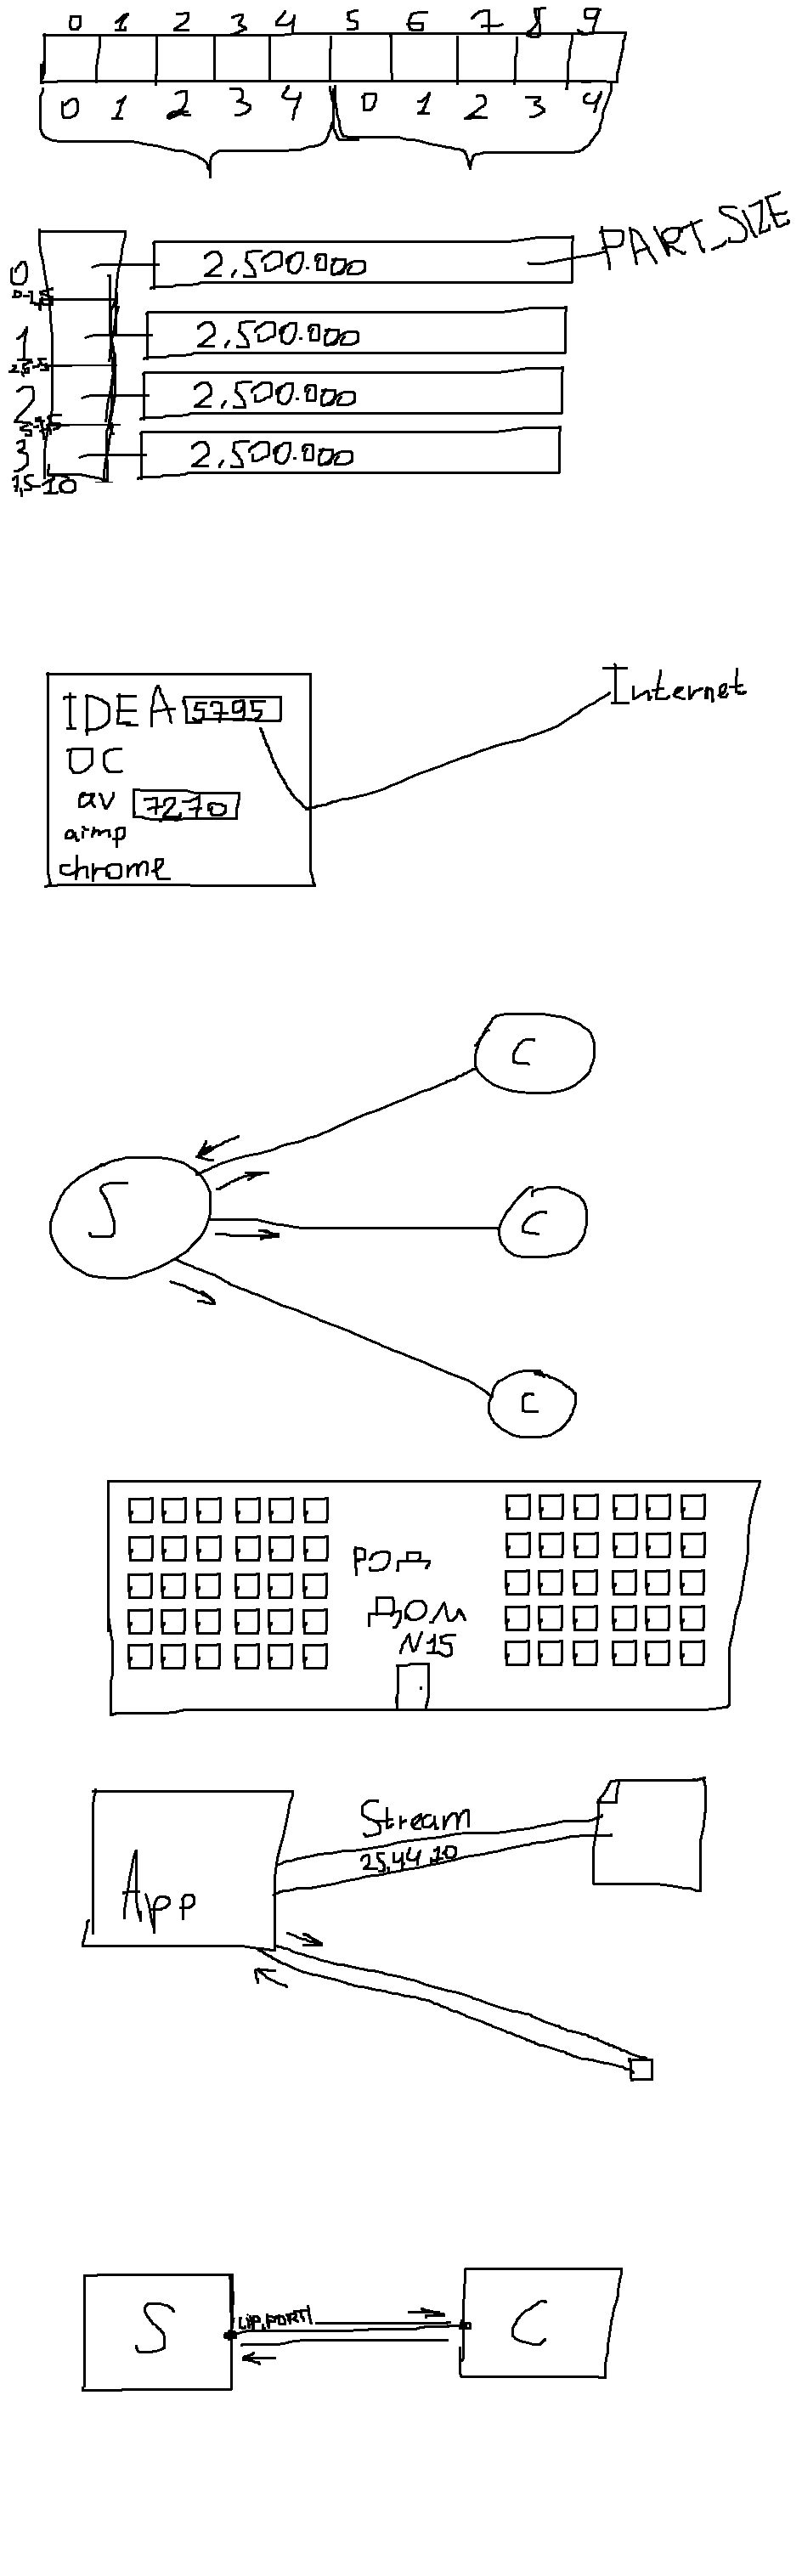 0 1 2 3 4 5 6 7 8 9
0 1 2 3 4 0 1 2 3 4
PART_SIZE
0 2,500.000
0-2,5
1 2,500.000
2,5-5
2 2,500.000
5-7,5
3 2,500.000
7,5-10
IDEA 5795
Internet
ОС
av 7270
aimp
chrome
C
S
C
C
дом
N15
Stream
25.44.10
App
S
IP:PORT
C